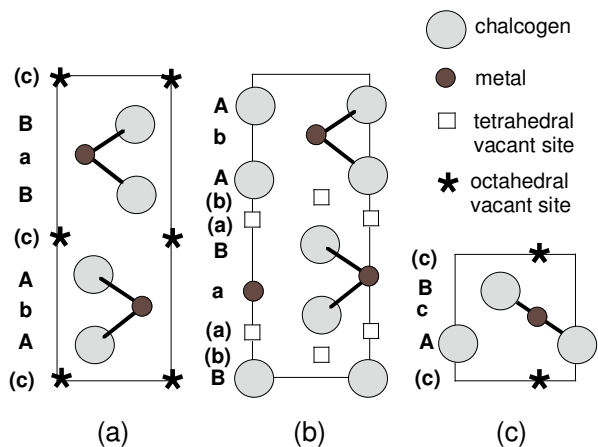 (c)
B
a
B
(c)
A
b
A
(c)
(a)
A
b
A
(b)
(a)
B
a
(a)
(b)
B
(b)
chalcogen
metal
tetrahedral
vacant site
octahedral
vacant site
(c)
B
c
A
(c)
(c)